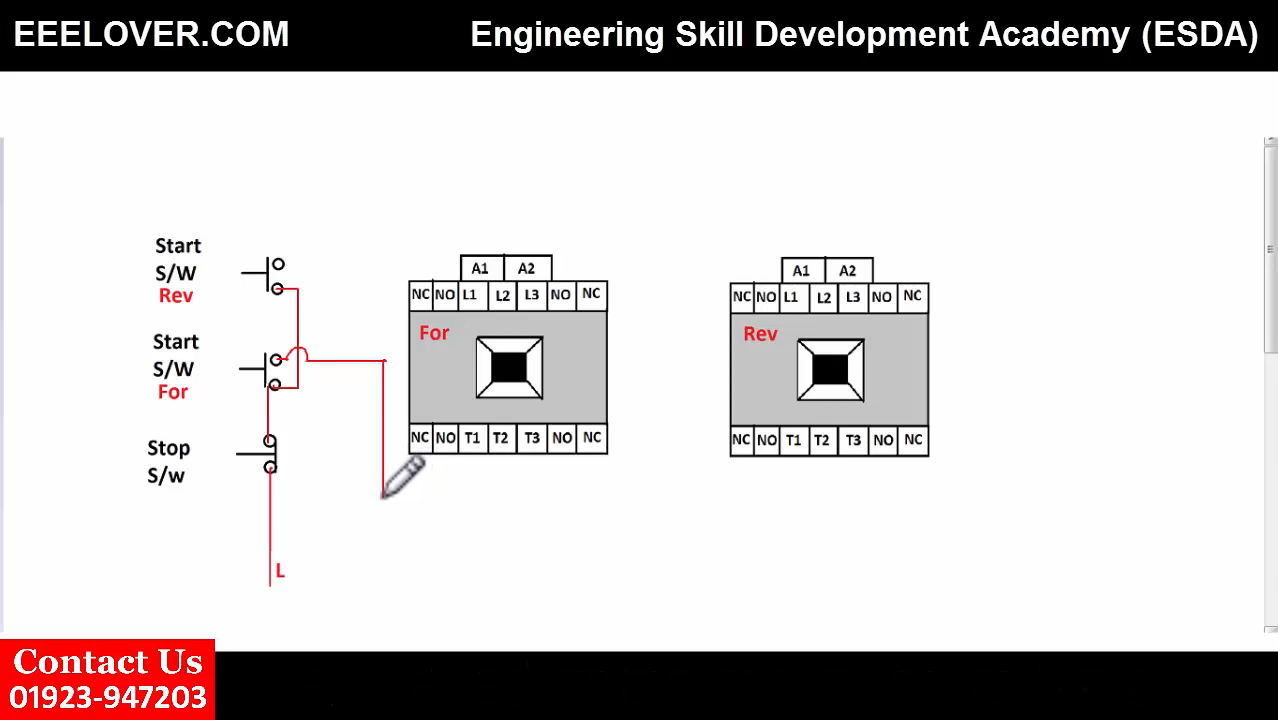 EEELOVER.COM
Engineering Skill Development Academy (ESDA)
Start
S/W
Rev
Start
S/W
For
Stop
S/w
L
A1 A2
NC NO L1 L2 L3 NO NC
For
NC NO T1 T2 T3 NO NC
A1 A2
NC NO L1 L2 L3 NO NC
Rev
NC NO T1 T2 T3 NO NC
Contact Us
01923-947203